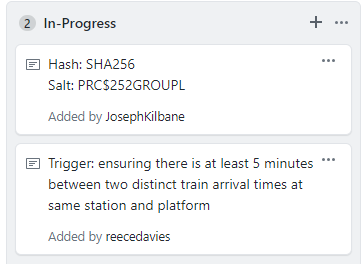 2 In-Progress
Hash: SHA256
Salt: PRC$252GROUPL
Added by JosephKilbane
Trigger: ensuring there is at least 5 minutes
between two distinct train arrival times at
same station and platform
Added by reecedavies